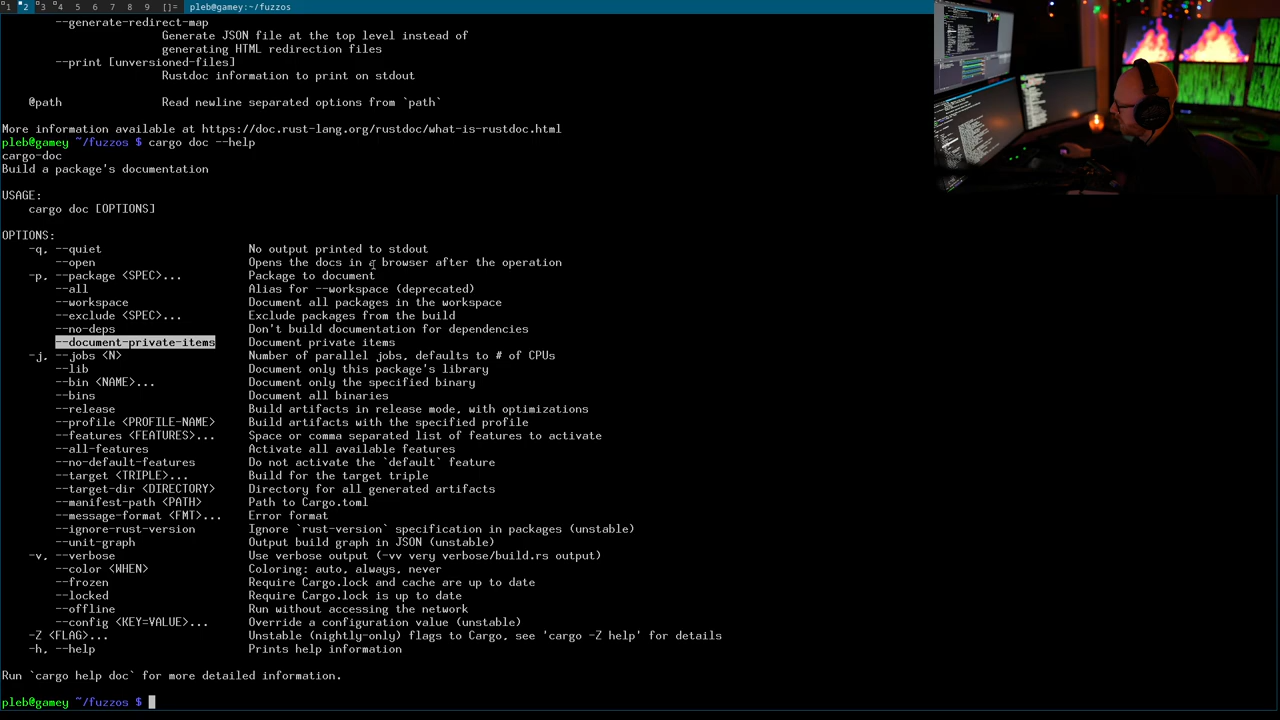 1 2 3 4 5 6 7 8 9 []= pleb@gamey:~/fuzzos
--generate-redirect-map
Generate JSON file at the top level instead of
generating HTML redirection files
--print [unversioned-files]
Rustdoc information to print on stdout
@path Read newline separated options from `path`
More information available at https://doc.rust-lang.org/rustdoc/what-is-rustdoc.html
pleb@gamey ~/fuzzos $ cargo doc --help
cargo-doc
Build a package's documentation
USAGE:
cargo doc [OPTIONS]
OPTIONS:
-q, --quiet No output printed to stdout
--open Opens the docs in a browser after the operation
-p, --package <SPEC>... Package to document
--all Alias for --workspace (deprecated)
--workspace Document all packages in the workspace
--exclude <SPEC>... Exclude packages from the build
--no-deps Don't build documentation for dependencies
--document-private-items Document private items
-j, --jobs <N> Number of parallel jobs, defaults to # of CPUs
--lib Document only this package's library
--bin <NAME>... Document only the specified binary
--bins Document all binaries
--release Build artifacts in release mode, with optimizations
--profile <PROFILE-NAME> Build artifacts with the specified profile
--features <FEATURES>... Space or comma separated list of features to activate
--all-features Activate all available features
--no-default-features Do not activate the `default` feature
--target <TRIPLE>... Build for the target triple
--target-dir <DIRECTORY> Directory for all generated artifacts
--manifest-path <PATH> Path to Cargo.toml
--message-format <FMT>... Error format
--ignore-rust-version Ignore `rust-version` specification in packages (unstable)
--unit-graph Output build graph in JSON (unstable)
-v, --verbose Use verbose output (-vv very verbose/build.rs output)
--color <WHEN> Coloring: auto, always, never
--frozen Require Cargo.lock and cache are up to date
--locked Require Cargo.lock is up to date
--offline Run without accessing the network
--config <KEY=VALUE>... Override a configuration value (unstable)
-Z <FLAG>... Unstable (nightly-only) flags to Cargo, see 'cargo -Z help' for details
-h, --help Prints help information
Run `cargo help doc` for more detailed information.
pleb@gamey ~/fuzzos $